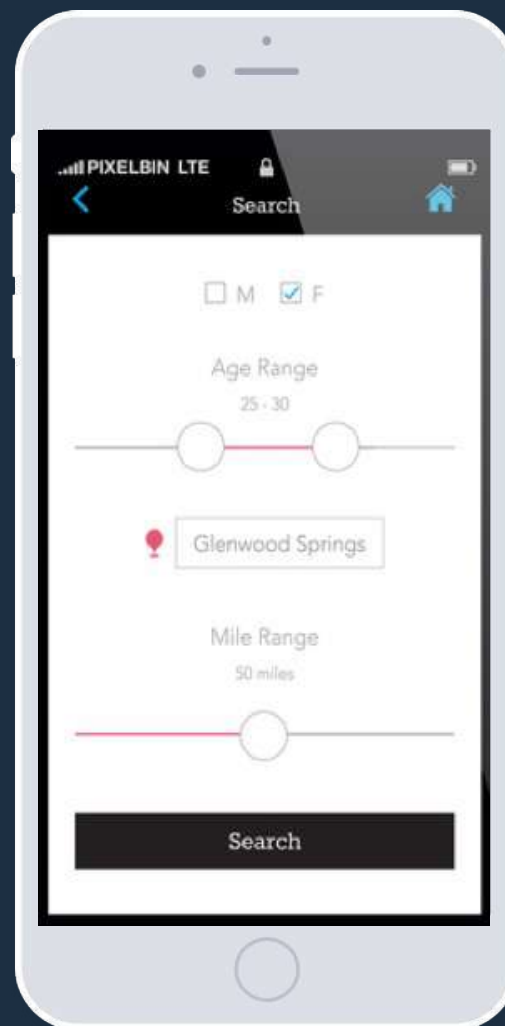 PIXELBIN LTE
Search
M F
Age Range
25 - 30
Glenwood Springs
Mile Range
50 miles
Search